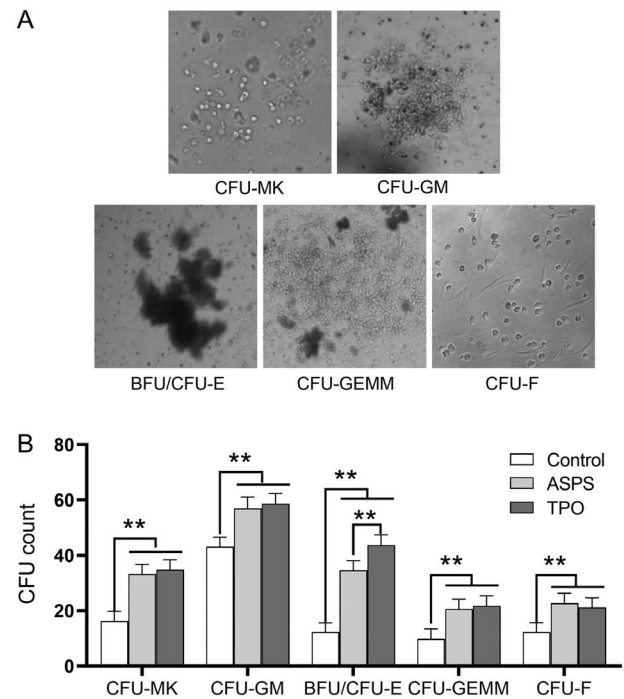 A
CFU-MK CFU-GM
BFU/CFU-E CFU-GEMM CFU-F
B
80
60
40
20
0
CFU count
** ** ** ** ** **
Control
ASPS
TPO
CFU-MK CFU-GM BFU/CFU-E CFU-GEMM CFU-F